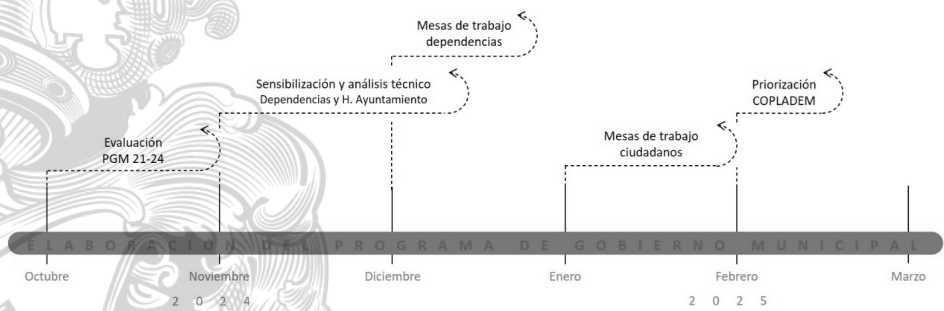 Mesas de trabajo
dependencias
Sensibilización y análisis técnico
Dependencias y H. Ayuntamiento
Priorización
COPLADEM
Evaluación
PGM 21-24
Mesas de trabajo
ciudadanos
ELABORACIÓN DEL PROGRAMA DE GOBIERNO MUNICIPAL
Octubre Noviembre Diciembre Enero Febrero Marzo
2024 2025